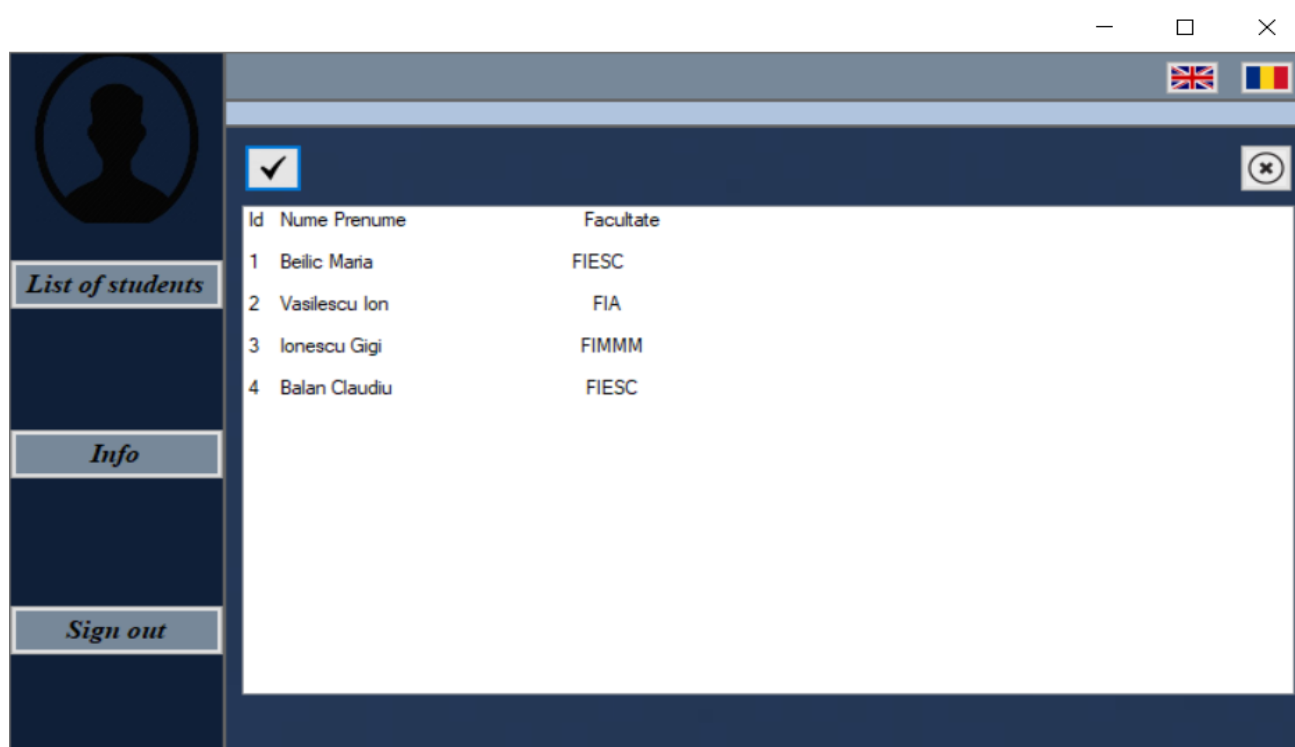 Id Nume Prenume Facultate
1 Beilic Maria FIESC
2 Vasilescu Ion FIA
3 Ionescu Gigi FIMMM
4 Balan Claudiu FIESC
List of students
Info
Sign out